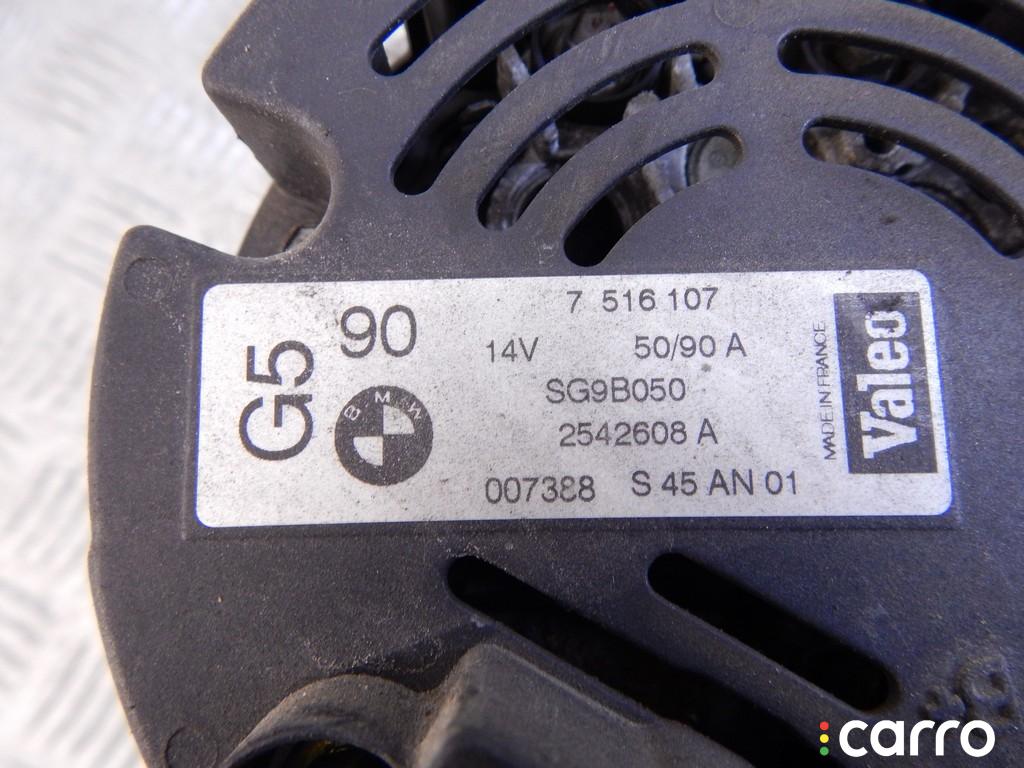 G5
90
BMW
7 516 107
14V 50/90 A
SG9B050
2542608 A
007388 S 45 AN 01
MADE IN FRANCE
Valeo
carro